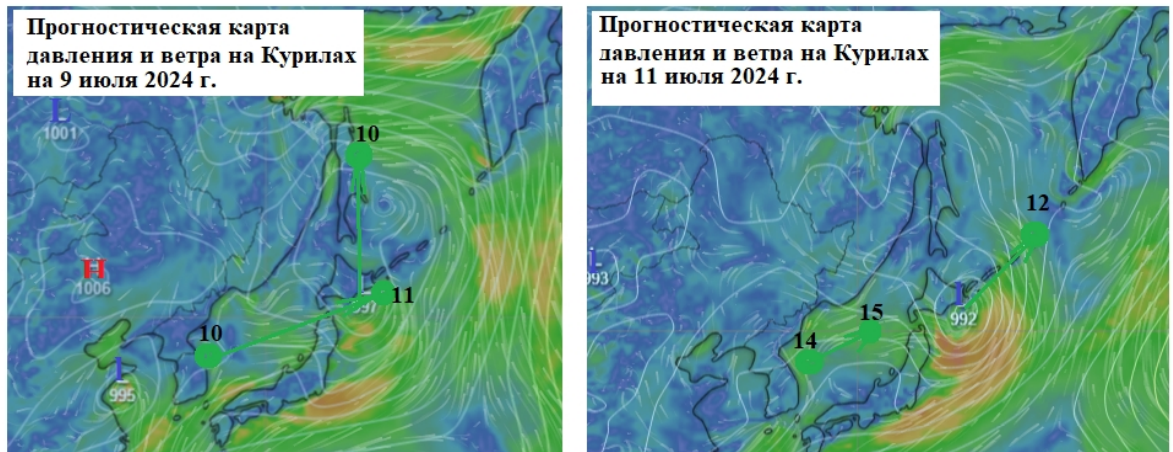 Прогностическая карта
давления и ветра на Курилах
на 9 июля 2024 г.
L
1001
10
H
1006
11
10
L
995
Прогностическая карта
давления и ветра на Курилах
на 11 июля 2024 г.
12
L
993
L
992
15
14